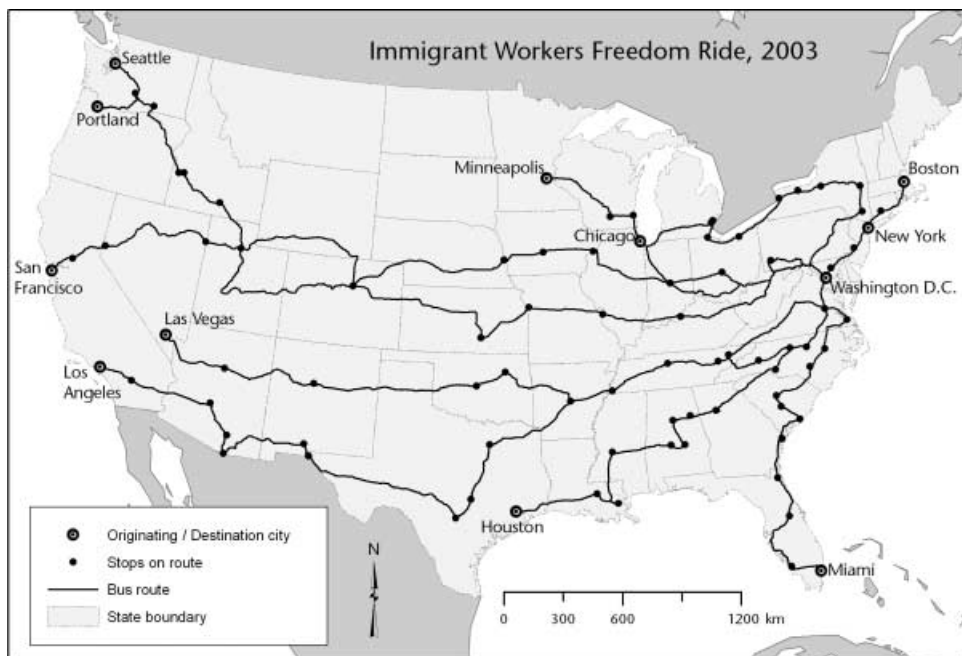 Immigrant Workers Freedom Ride, 2003
Seattle
Portland
Minneapolis
Boston
Chicago
New York
San
Francisco
Washington D.C.
Las Vegas
Los
Angeles
Houston
Miami
Originating / Destination city
Stops on route
Bus route
State boundary
N
0 300 600 1200 km